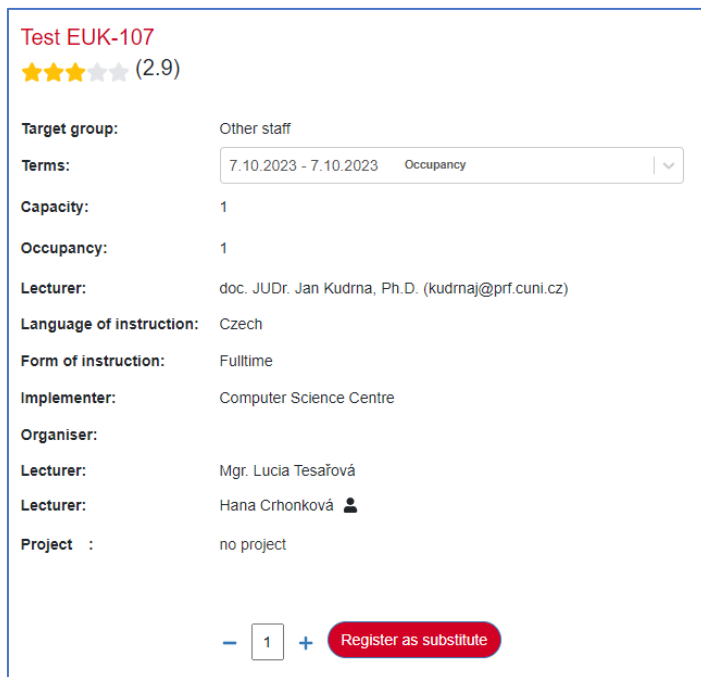 Test EUK-107
(2.9)
Target group: Other staff
Terms: 7.10.2023 - 7.10.2023 Occupancy
Capacity: 1
Occupancy: 1
Lecturer: doc. JUDr. Jan Kudrna, Ph.D. (kudrnaj@prf.cuni.cz)
Language of instruction: Czech
Form of instruction: Fulltime
Implementer: Computer Science Centre
Organiser:
Lecturer: Mgr. Lucia Tesařová
Lecturer: Hana Crhonková
Project : no project
− 1 + Register as substitute